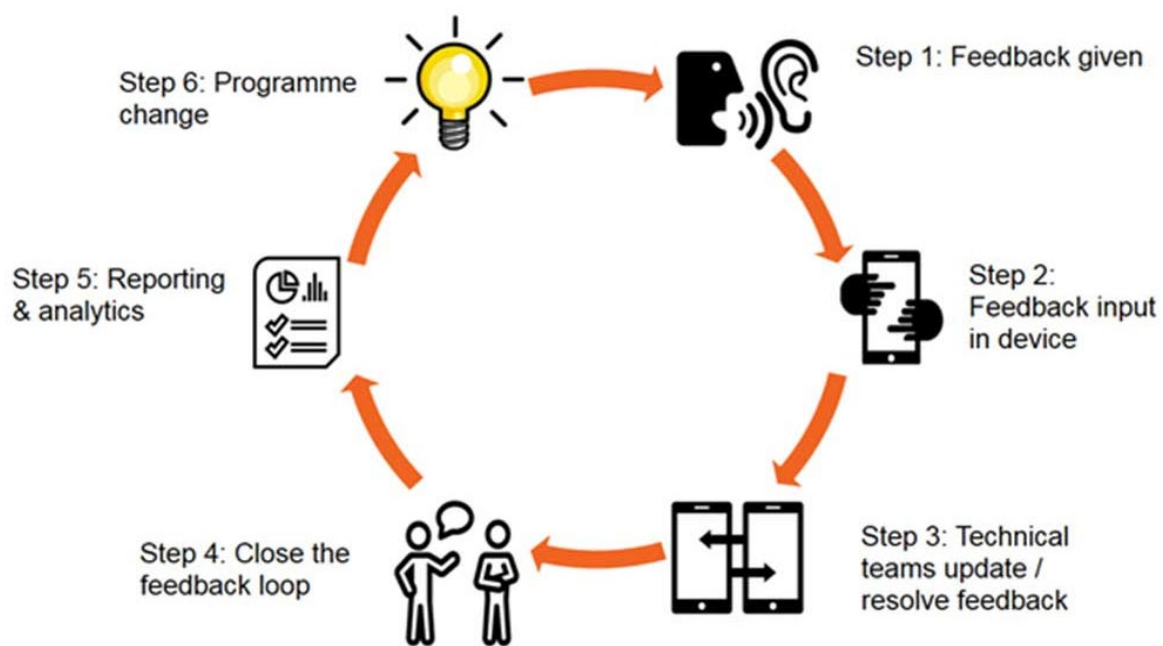 Step 1: Feedback given
Step 2:
Feedback input
in device
Step 3: Technical
teams update /
resolve feedback
Step 4: Close the
feedback loop
Step 5: Reporting
& analytics
Step 6: Programme
change